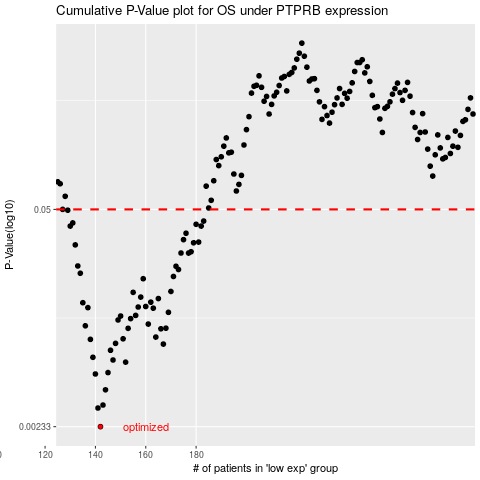 Cumulative P-Value plot for OS under PTPRB expression
P-Value(log10)
0.05
0.00233
optimized
0 120 140 160 180
# of patients in 'low exp' group